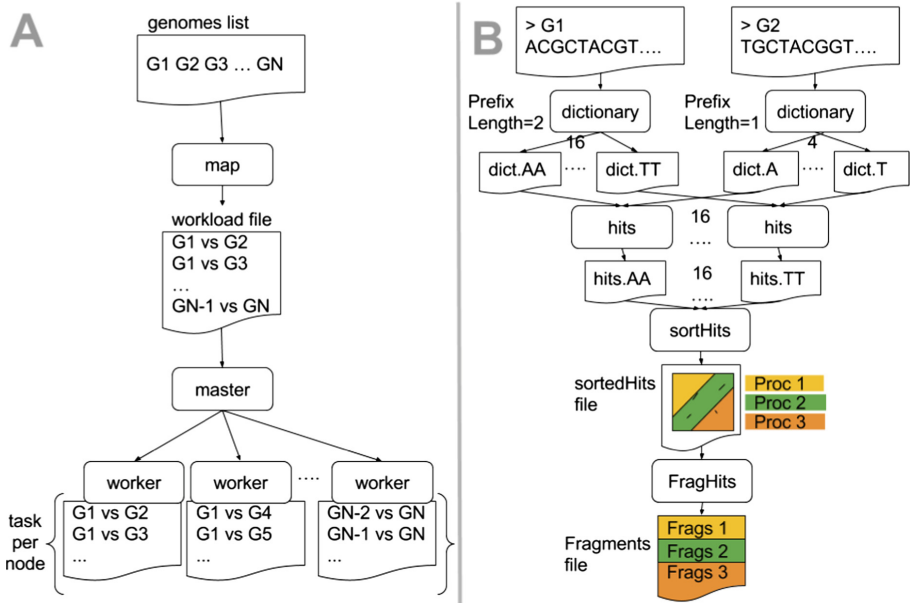 A
genomes list
G1 G2 G3 ... GN
map
workload file
G1 vs G2
G1 vs G3
...
GN-1 vs GN
master
worker
worker
....
worker
task
per
node
G1 vs G2
G1 vs G3
...
G1 vs G4
G1 vs G5
...
GN-2 vs GN
GN-1 vs GN
...
B
> G1
ACGCTACGT....
> G2
TGCTACGGT....
Prefix
Length=2
dictionary
Prefix
Length=1
dictionary
16
4
dict.AA
....
dict.TT
dict.A
....
dict.T
hits
16
....
hits
hits.AA
16
....
hits.TT
sortHits
sortedHits
file
Proc 1
Proc 2
Proc 3
FragHits
Fragments
file
Frags 1
Frags 2
Frags 3